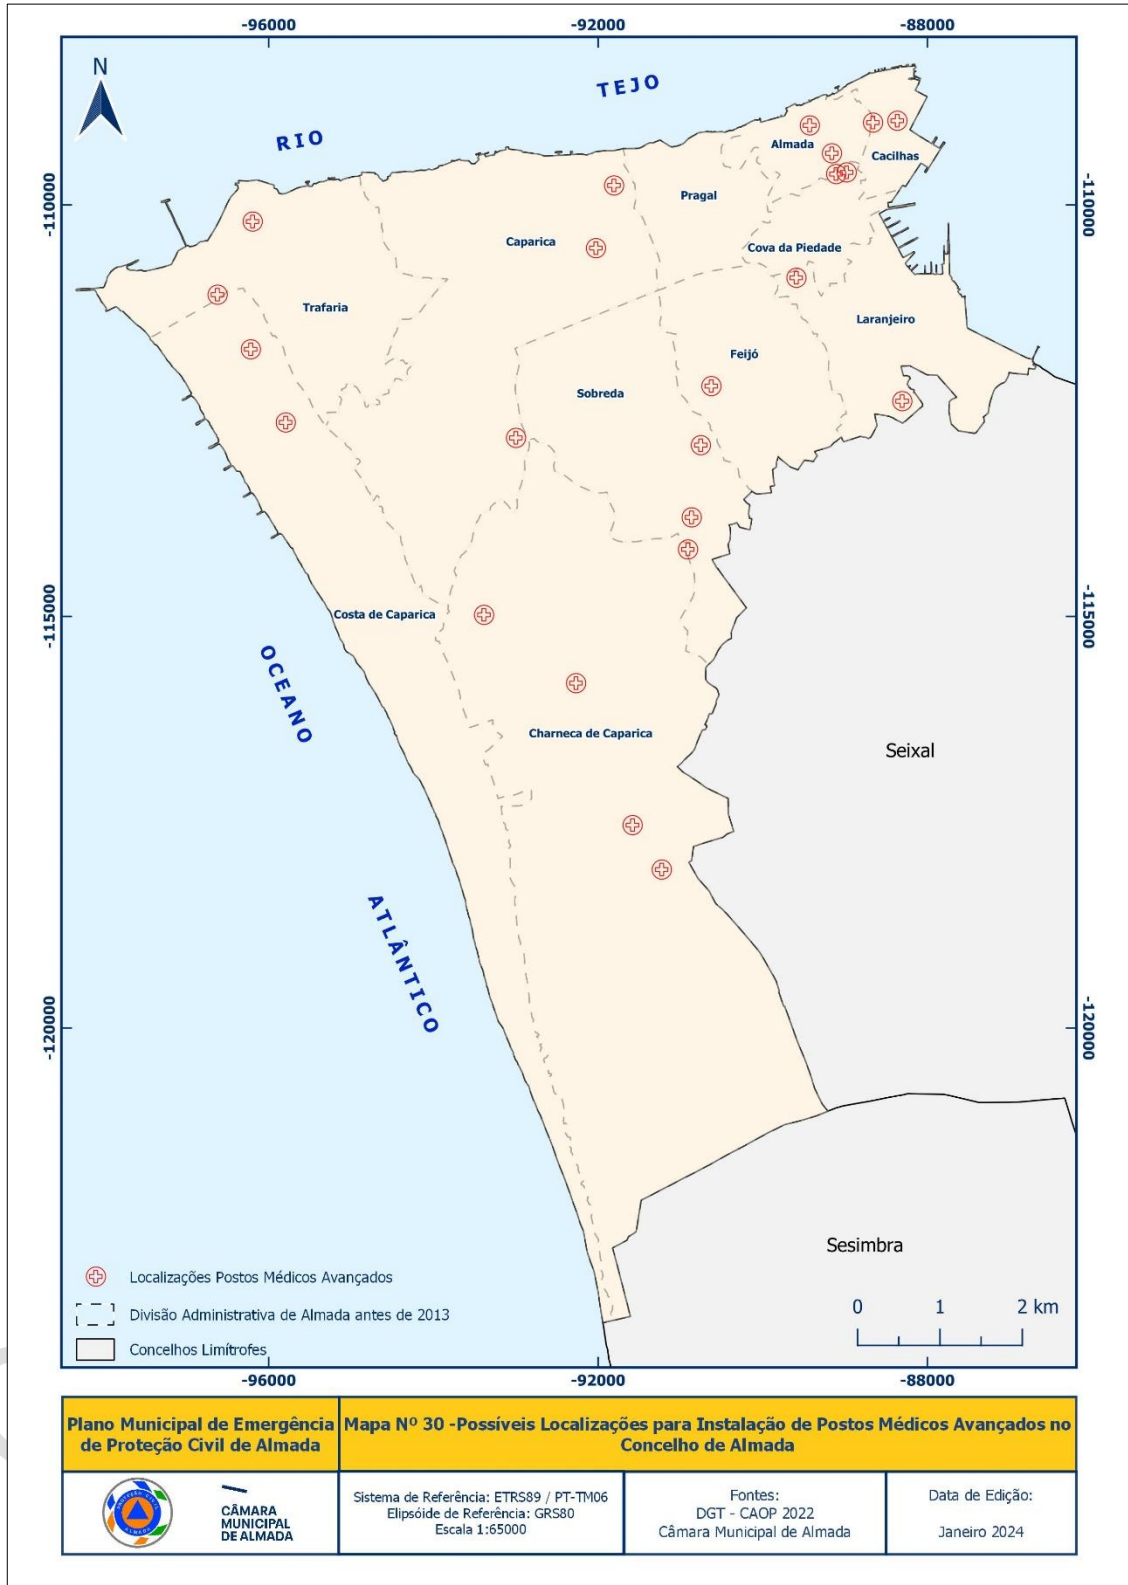 -96000
-92000
-88000
N
RIO
TEJO
Almada
Cacilhas
Pragal
-110000
-110000
Caparica
Cova da Piedade
Trafaria
Laranjeiro
Feijó
Sobreda
-115000
-115000
Costa de Caparica
OCEANO
Charneca de Caparica
Seixal
ATLÂNTICO
-120000
-120000
Sesimbra
Localizações Postos Médicos Avançados
Divisão Administrativa de Almada antes de 2013
Concelhos Limítrofes
0 1 2 km
-96000
-92000
-88000
Plano Municipal de Emergência
de Proteção Civil de Almada
Mapa Nº 30 -Possíveis Localizações para Instalação de Postos Médicos Avançados no
Concelho de Almada
PROTEÇÃO CIVIL
ALMADA
CÂMARA
MUNICIPAL
DE ALMADA
Sistema de Referência: ETRS89 / PT-TM06
Elipsóide de Referência: GRS80
Escala 1:65000
Fontes:
DGT - CAOP 2022
Câmara Municipal de Almada
Data de Edição:
Janeiro 2024